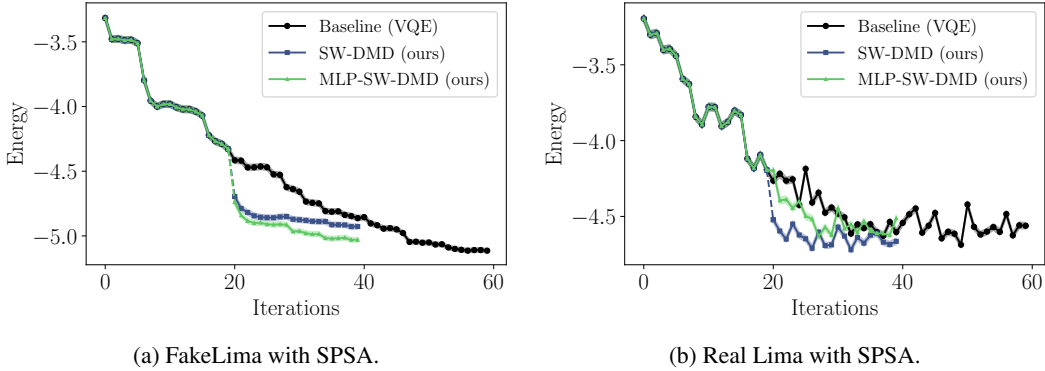 Baseline (VQE)
SW-DMD (ours)
MLP-SW-DMD (ours)
−3.5
−4.0
−4.5
−5.0
Energy
0
20
40
60
Iterations
(a) FakeLima with SPSA.
Baseline (VQE)
SW-DMD (ours)
MLP-SW-DMD (ours)
−3.5
−4.0
−4.5
Energy
0
20
40
60
Iterations
(b) Real Lima with SPSA.